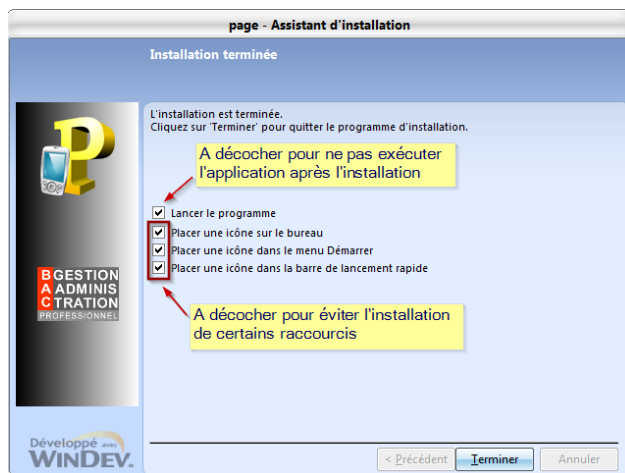 page - Assistant d'installation
Installation terminée
L'installation est terminée.
Cliquez sur 'Terminer' pour quitter le programme d'installation.
A décocher pour ne pas exécuter
l'application après l'installation
Lancer le programme
Placer une icône sur le bureau
Placer une icône dans le menu Démarrer
Placer une icône dans la barre de lancement rapide
A décocher pour éviter l'installation
de certains raccourcis
P
B GESTION
A ADMINIS
C TRATION
PROFESSIONNEL
Développé avec
WINDEV.
< Précédent Terminer Annuler